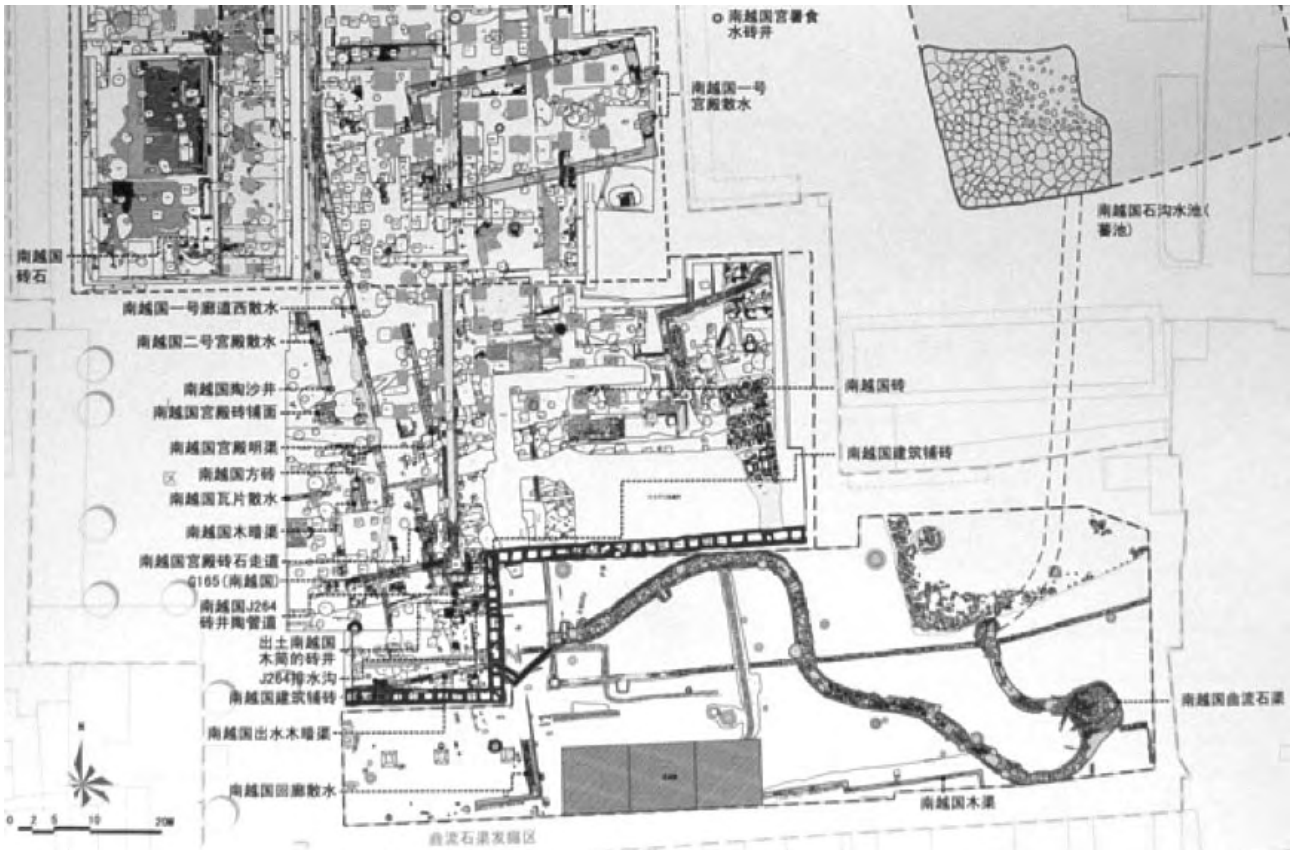 南越国宫署食
水砖井
南越国一号
宫殿散水
南越国石沟水池(
蓄池)
南越国
砖石
南越国一号廊道西散水
南越国二号宫殿散水
南越国陶沙井
南越国宫殿砖铺面
南越国宫殿明渠
南越国方砖
南越国瓦片散水
南越国木暗渠
南越国宫殿砖石走道
G165(南越国)
南越国J264
砖井陶管道
出土南越国
木简的砖井
J264排水沟
南越国建筑铺砖
南越国出水木暗渠
南越国回廊散水
南越国砖
南越国建筑铺砖
南越国曲流石渠
南越国木渠
曲流石渠发掘区
N
0 2 5 10 20M